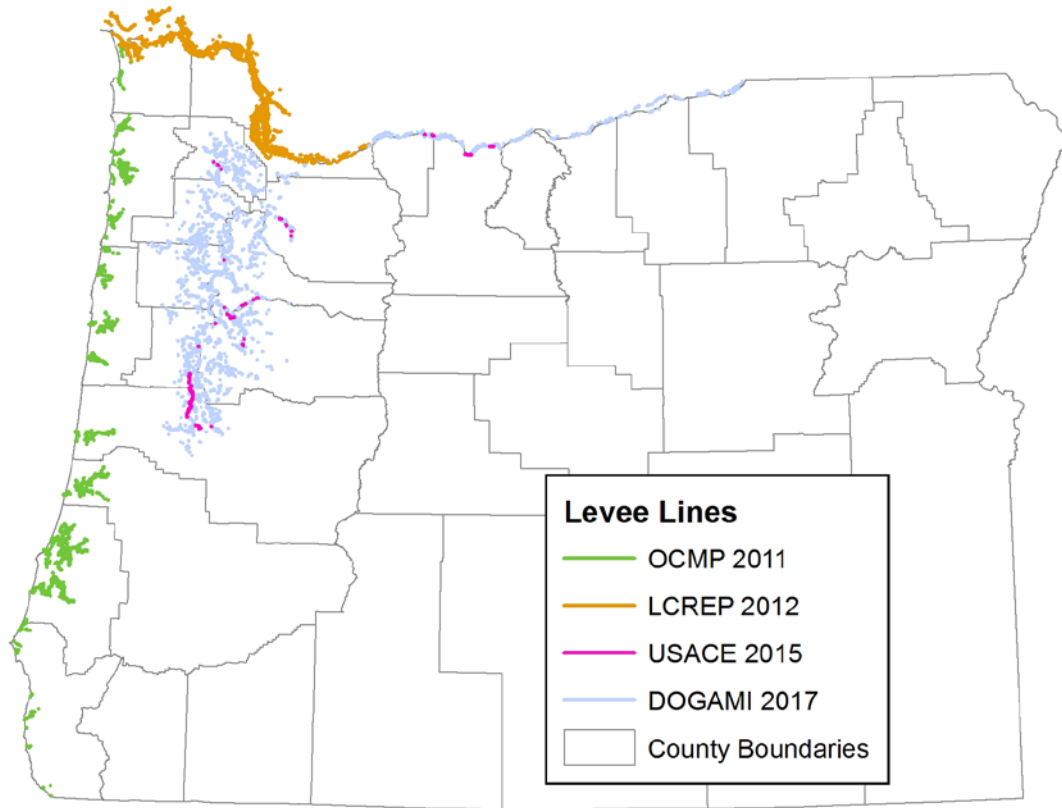 Levee Lines
OCMP 2011
LCREP 2012
USACE 2015
DOGAMI 2017
County Boundaries